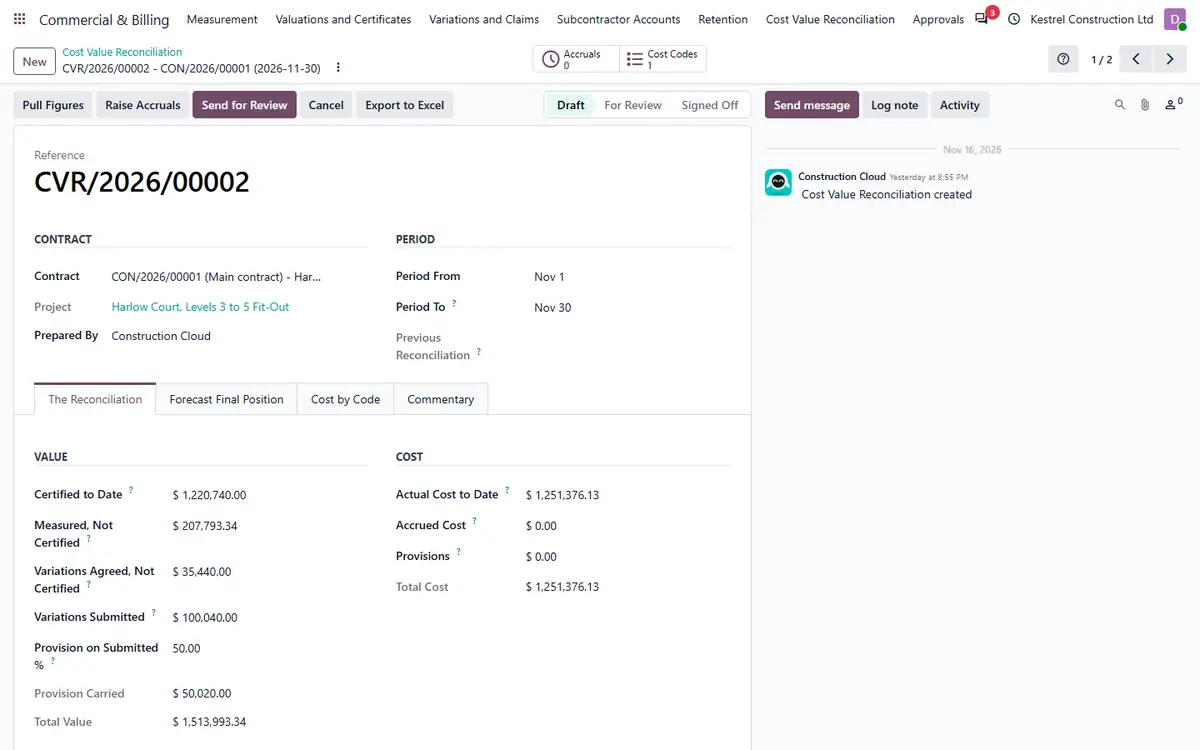 Commercial & Billing Measurement Valuations and Certificates Variations and Claims Subcontractor Accounts Retention Cost Value Reconciliation Approvals 3 Kestrel Construction Ltd D
New
Cost Value Reconciliation
CVR/2026/00002 - CON/2026/00001 (2026-11-30)
Accruals
0
Cost Codes
1
1 / 2
Pull Figures Raise Accruals Send for Review Cancel Export to Excel Draft For Review Signed Off Send message Log note Activity 0
Nov 16, 2026
Construction Cloud Yesterday at 8:55 PM
Cost Value Reconciliation created
Reference
CVR/2026/00002
CONTRACT
Contract CON/2026/00001 (Main contract) - Har...
Project Harlow Court, Levels 3 to 5 Fit-Out
Prepared By Construction Cloud
PERIOD
Period From Nov 1
Period To ? Nov 30
Previous
Reconciliation ?
The Reconciliation Forecast Final Position Cost by Code Commentary
VALUE
Certified to Date ? $ 1,220,740.00
Measured, Not
Certified ? $ 207,793.34
Variations Agreed, Not
Certified ? $ 35,440.00
Variations Submitted ? $ 100,040.00
Provision on Submitted
% ? 50.00
Provision Carried $ 50,020.00
Total Value $ 1,513,993.34
COST
Actual Cost to Date ? $ 1,251,376.13
Accrued Cost ? $ 0.00
Provisions ? $ 0.00
Total Cost $ 1,251,376.13